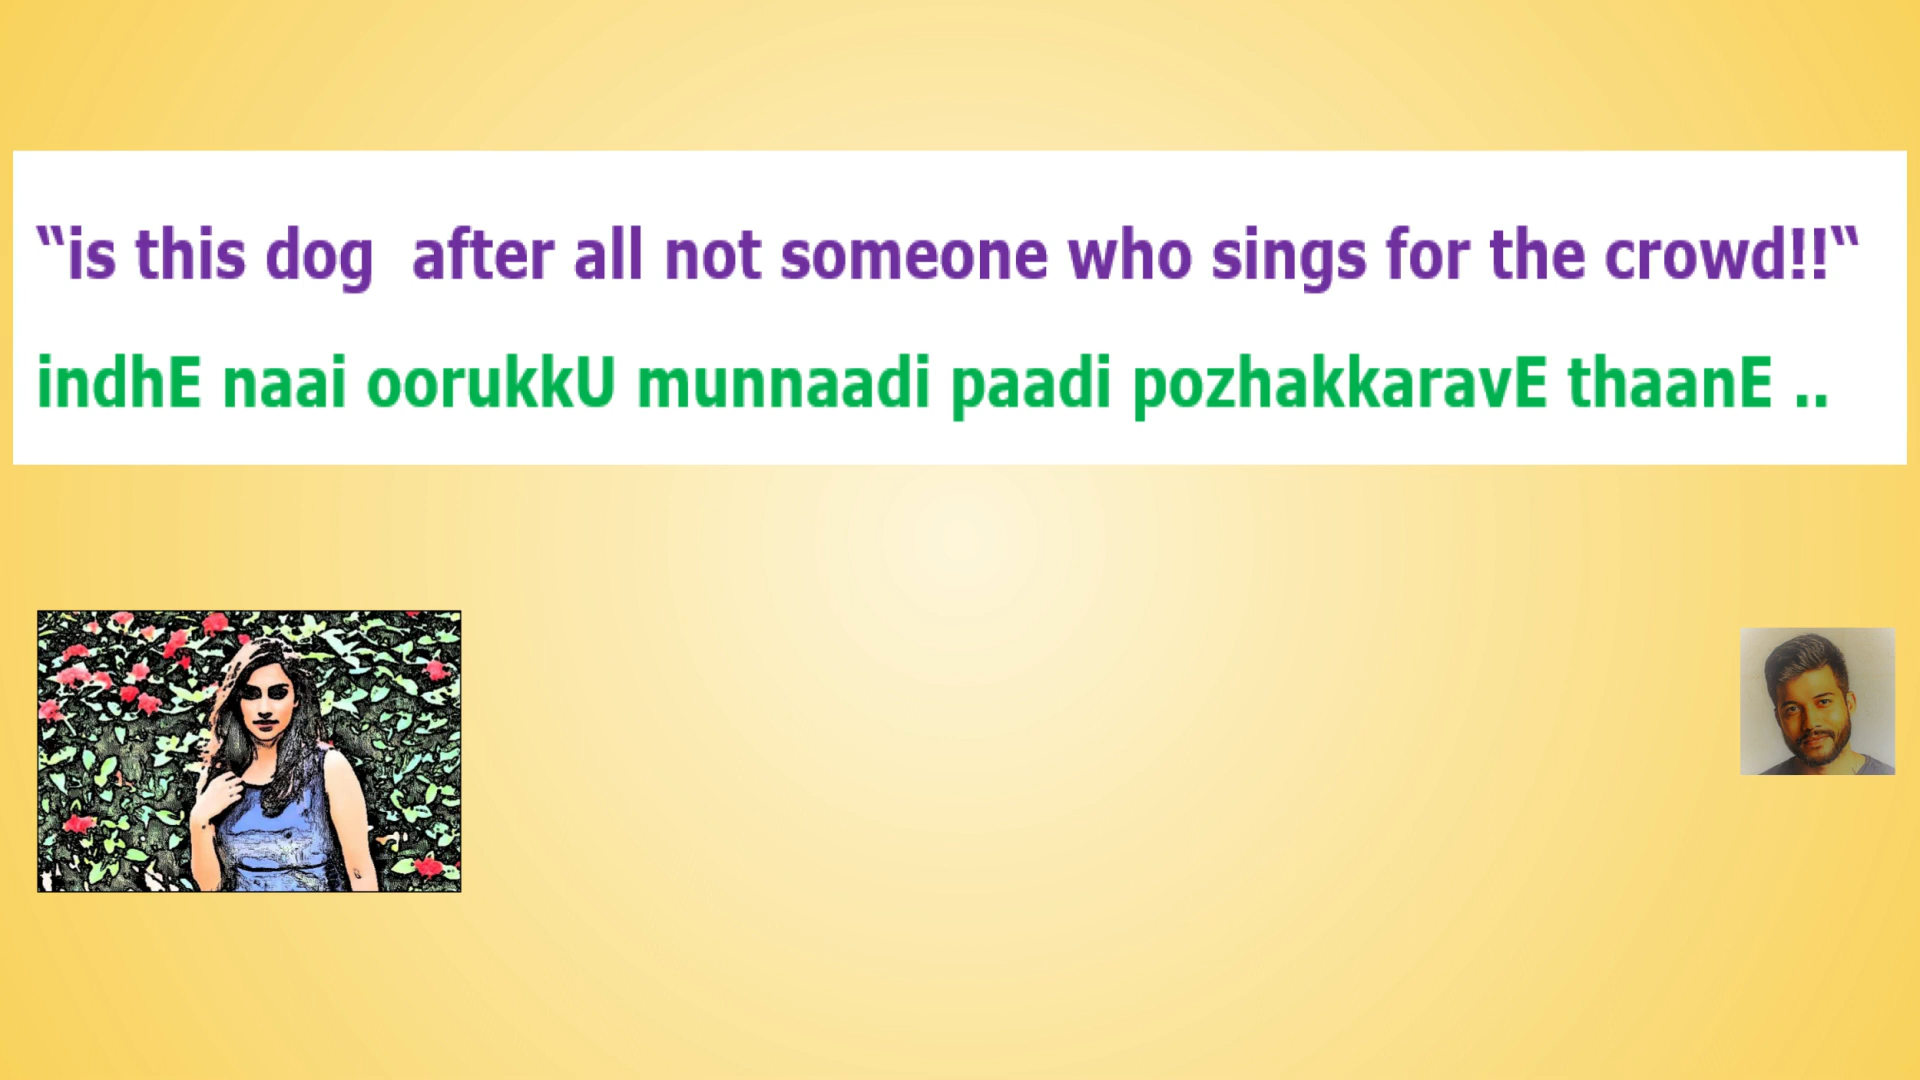 “is this dog  after all not someone who sings for the crowd!!“
indhE naai oorukkU munnaadi paadi pozhakkaravE thaanE ..